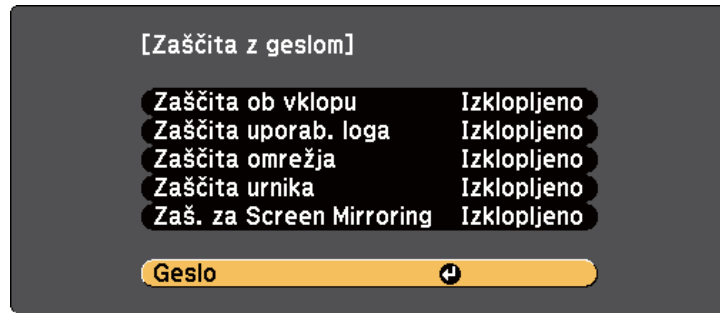 [Zaščita z geslom]
Zaščita ob vklopu Izklopljeno
Zaščita uporab. loga Izklopljeno
Zaščita omrežja Izklopljeno
Zaščita urnika Izklopljeno
Zaš. za Screen Mirroring Izklopljeno
Geslo